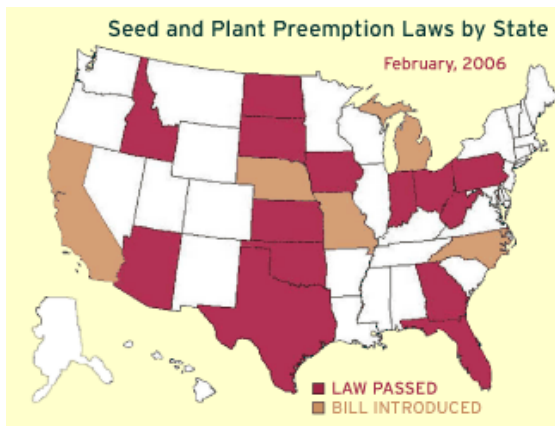 Seed and Plant Preemption Laws by State
February, 2006
LAW PASSED
BILL INTRODUCED